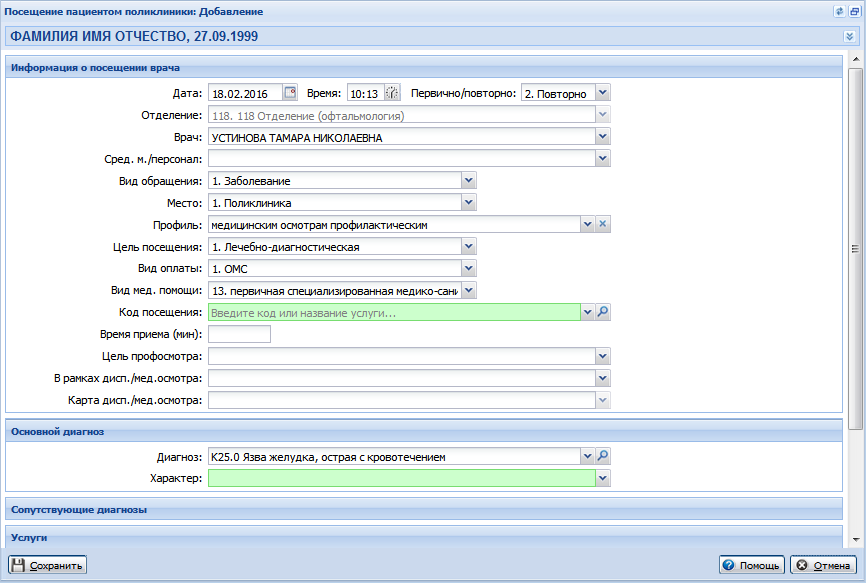 Посещение пациентом поликлиники: Добавление
ФАМИЛИЯ ИМЯ ОТЧЕСТВО, 27.09.1999
Информация о посещении врача
Дата: 18.02.2016 Время: 10:13 Первично/повторно: 2. Повторно
Отделение: 118. 118 Отделение (офтальмология)
Врач: УСТИНОВА ТАМАРА НИКОЛАЕВНА
Сред. м./персонал:
Вид обращения: 1. Заболевание
Место: 1. Поликлиника
Профиль: медицинским осмотрам профилактическим
Цель посещения: 1. Лечебно-диагностическая
Вид оплаты: 1. ОМС
Вид мед. помощи: 13. первичная специализированная медико-сани
Код посещения: Введите код или название услуги...
Время приема (мин):
Цель профосмотра:
В рамках дисп./мед.осмотра:
Карта дисп./мед.осмотра:
Основной диагноз
Диагноз: K25.0 Язва желудка, острая с кровотечением
Характер:
Сопутствующие диагнозы
Услуги
Сохранить Помощь Отмена